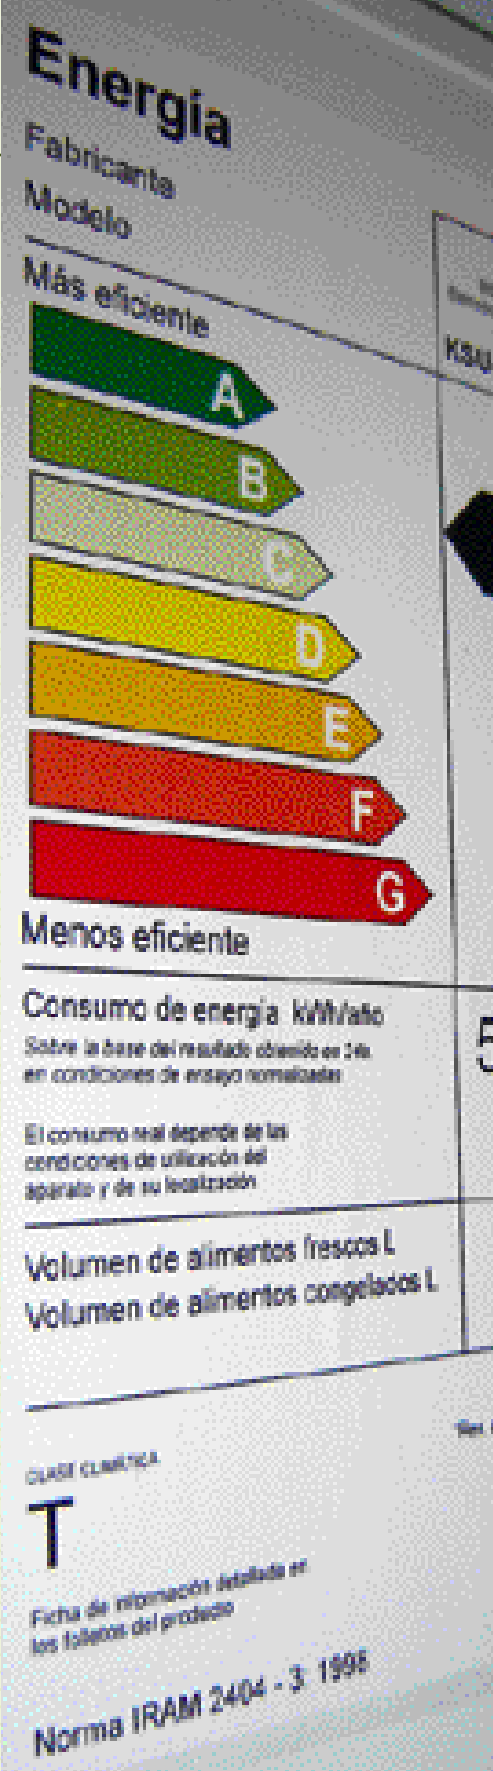 Energía
Fabricante
Modelo
KSU
Más eficiente
A
B
C
D
E
F
G
Menos eficiente
Consumo de energía kWh/año
5
Sobre la base del resultado obtenido en 24h.
en condiciones de ensayo normalizadas
El consumo real depende de las
condiciones de utilización del
aparato y de su localización
Volumen de alimentos frescos L
Volumen de alimentos congelados L
CLASE CLIMÁTICA
T
Ficha de información detallada en
los folletos del producto
Norma IRAM 2404 - 3: 1998